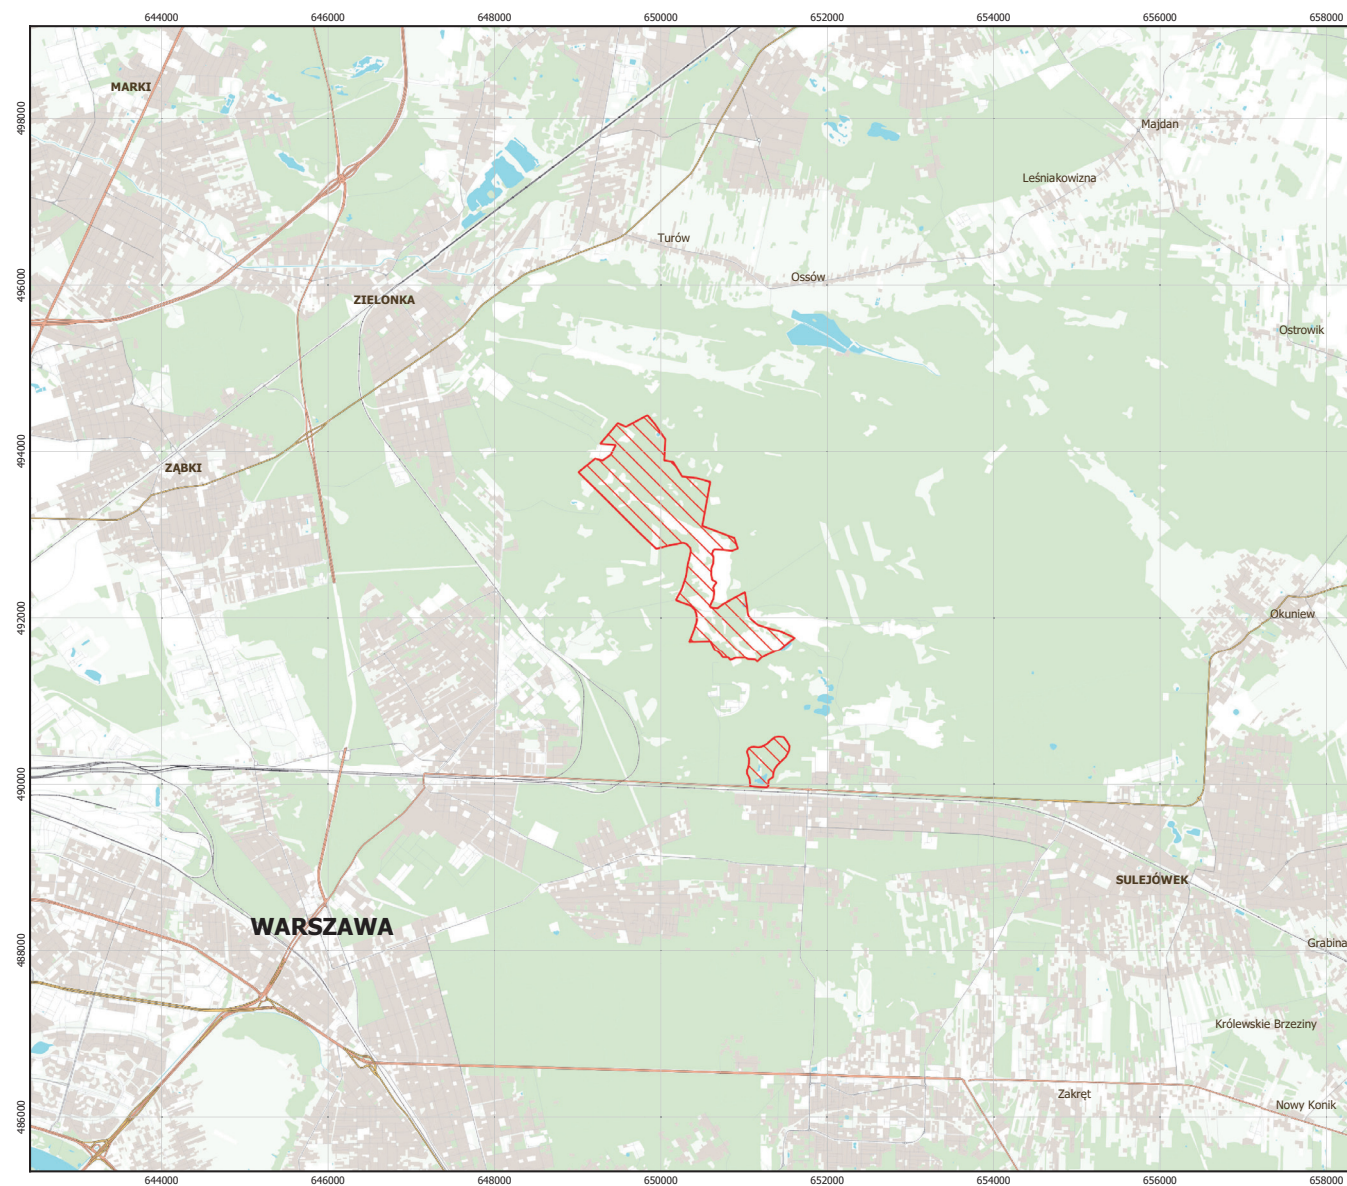 644000 646000 648000 650000 652000 654000 656000 658000
498000
MARKI
Majdan
Leśniakowizna
Turów
Ossów
496000
ZIELONKA
Ostrowik
494000
ZĄBKI
492000
Okuniew
490000
SULEJÓWEK
WARSZAWA
488000
Grabina
Królewskie Brzeziny
486000
Zakręt
Nowy Konik
644000 646000 648000 650000 652000 654000 656000 658000